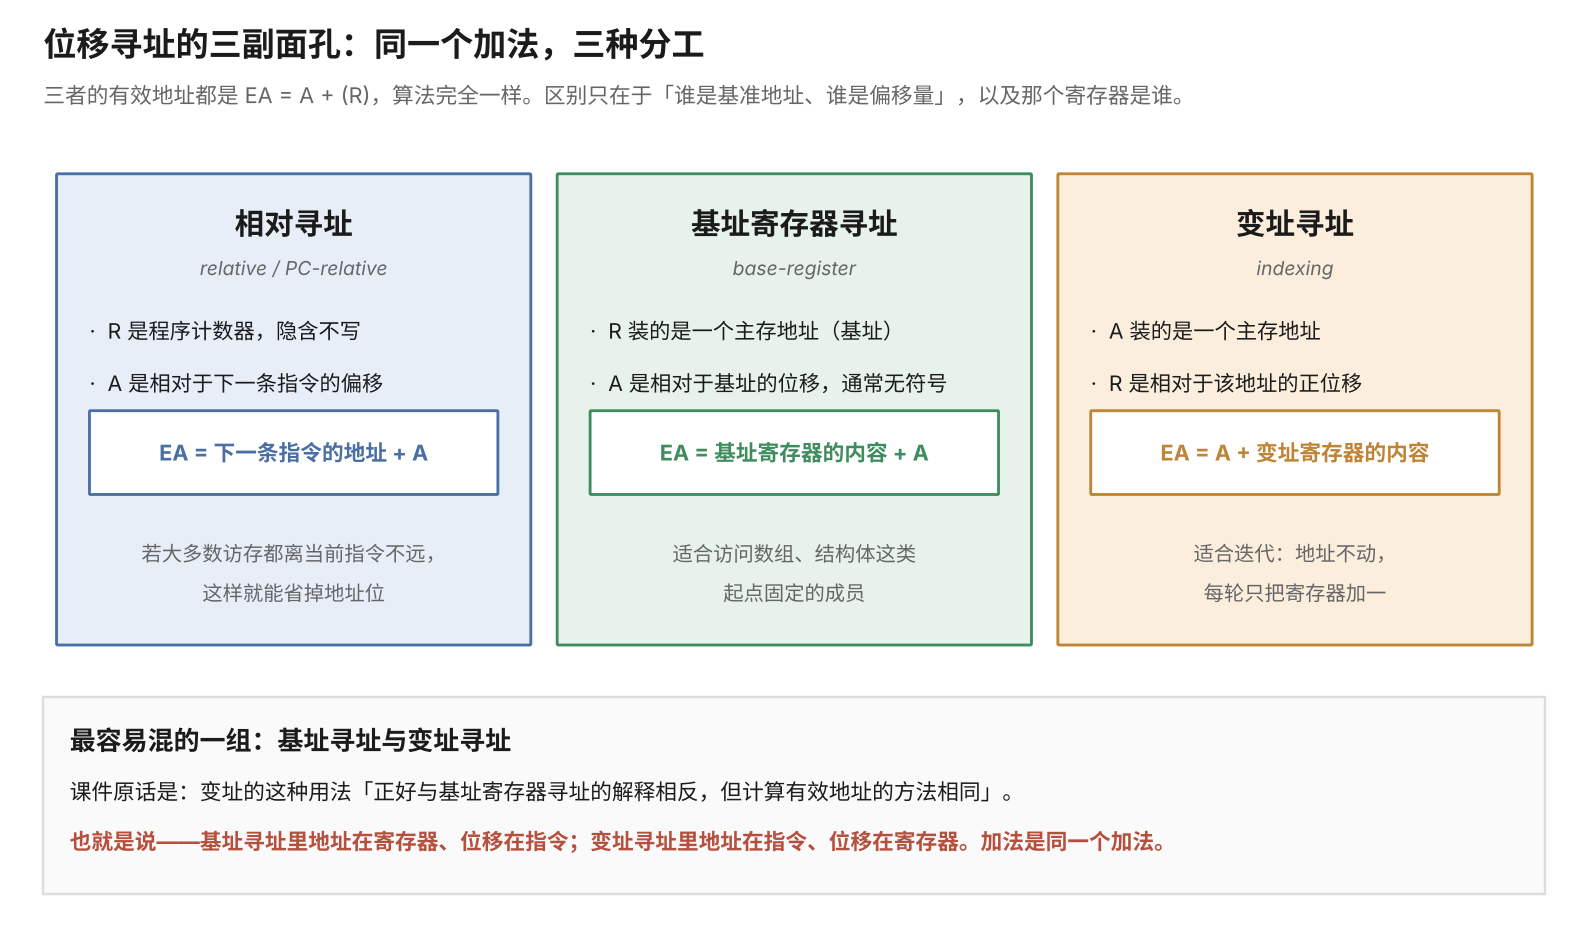 位移寻址的三副面孔：同一个加法，三种分工
三者的有效地址都是 EA = A + (R)，算法完全一样。区别只在于「谁是基准地址、谁是偏移量」，以及那个寄存器是谁。
相对寻址
relative / PC-relative
· R 是程序计数器，隐含不写
· A 是相对于下一条指令的偏移
EA = 下一条指令的地址 + A
若大多数访存都离当前指令不远，
这样就能省掉地址位
基址寄存器寻址
base-register
· R 装的是一个主存地址（基址）
· A 是相对于基址的位移，通常无符号
EA = 基址寄存器的内容 + A
适合访问数组、结构体这类
起点固定的成员
变址寻址
indexing
· A 装的是一个主存地址
· R 是相对于该地址的正位移
EA = A + 变址寄存器的内容
适合迭代：地址不动，
每轮只把寄存器加一
最容易混的一组：基址寻址与变址寻址
课件原话是：变址的这种用法「正好与基址寄存器寻址的解释相反，但计算有效地址的方法相同」。
也就是说——基址寻址里地址在寄存器、位移在指令；变址寻址里地址在指令、位移在寄存器。加法是同一个加法。